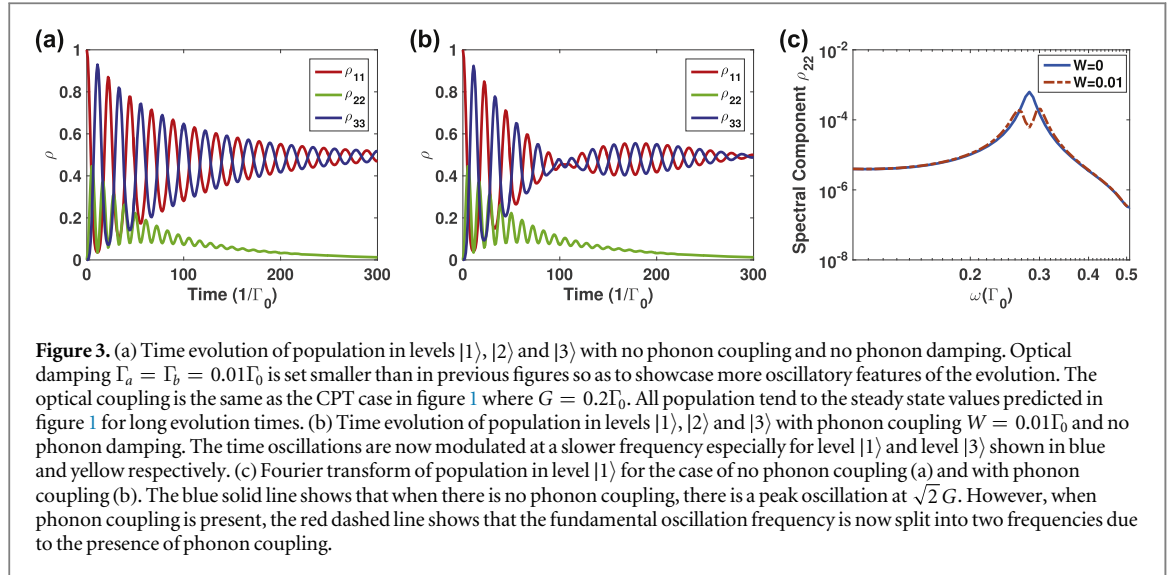 (a)
1
0.8
0.6
0.4
0.2
0
ρ
ρ11
ρ22
ρ33
0 100 200 300
Time (1/Γ0)
(b)
1
0.8
0.6
0.4
0.2
0
ρ
ρ11
ρ22
ρ33
0 100 200 300
Time (1/Γ0)
(c)
10-2
10-4
10-6
10-8
Spectral Component ρ22
W=0
W=0.01
0.2 0.3 0.5
ω(Γ0)
Figure 3. (a) Time evolution of population in levels |1⟩, |2⟩ and |3⟩ with no phonon coupling and no phonon damping. Optical
damping Γa = Γb = 0.01Γ0 is set smaller than in previous figures so as to showcase more oscillatory features of the evolution. The
optical coupling is the same as the CPT case in figure 1 where G = 0.2Γ0. All population tend to the steady state values predicted in
figure 1 for long evolution times. (b) Time evolution of population in levels |1⟩, |2⟩ and |3⟩ with phonon coupling W = 0.01Γ0 and no
phonon damping. The time oscillations are now modulated at a slower frequency especially for level |1⟩ and level |3⟩ shown in blue
and yellow respectively. (c) Fourier transform of population in level |1⟩ for the case of no phonon coupling (a) and with phonon
coupling (b). The blue solid line shows that when there is no phonon coupling, there is a peak oscillation at √2 G. However, when
phonon coupling is present, the red dashed line shows that the fundamental oscillation frequency is now split into two frequencies due
to the presence of phonon coupling.